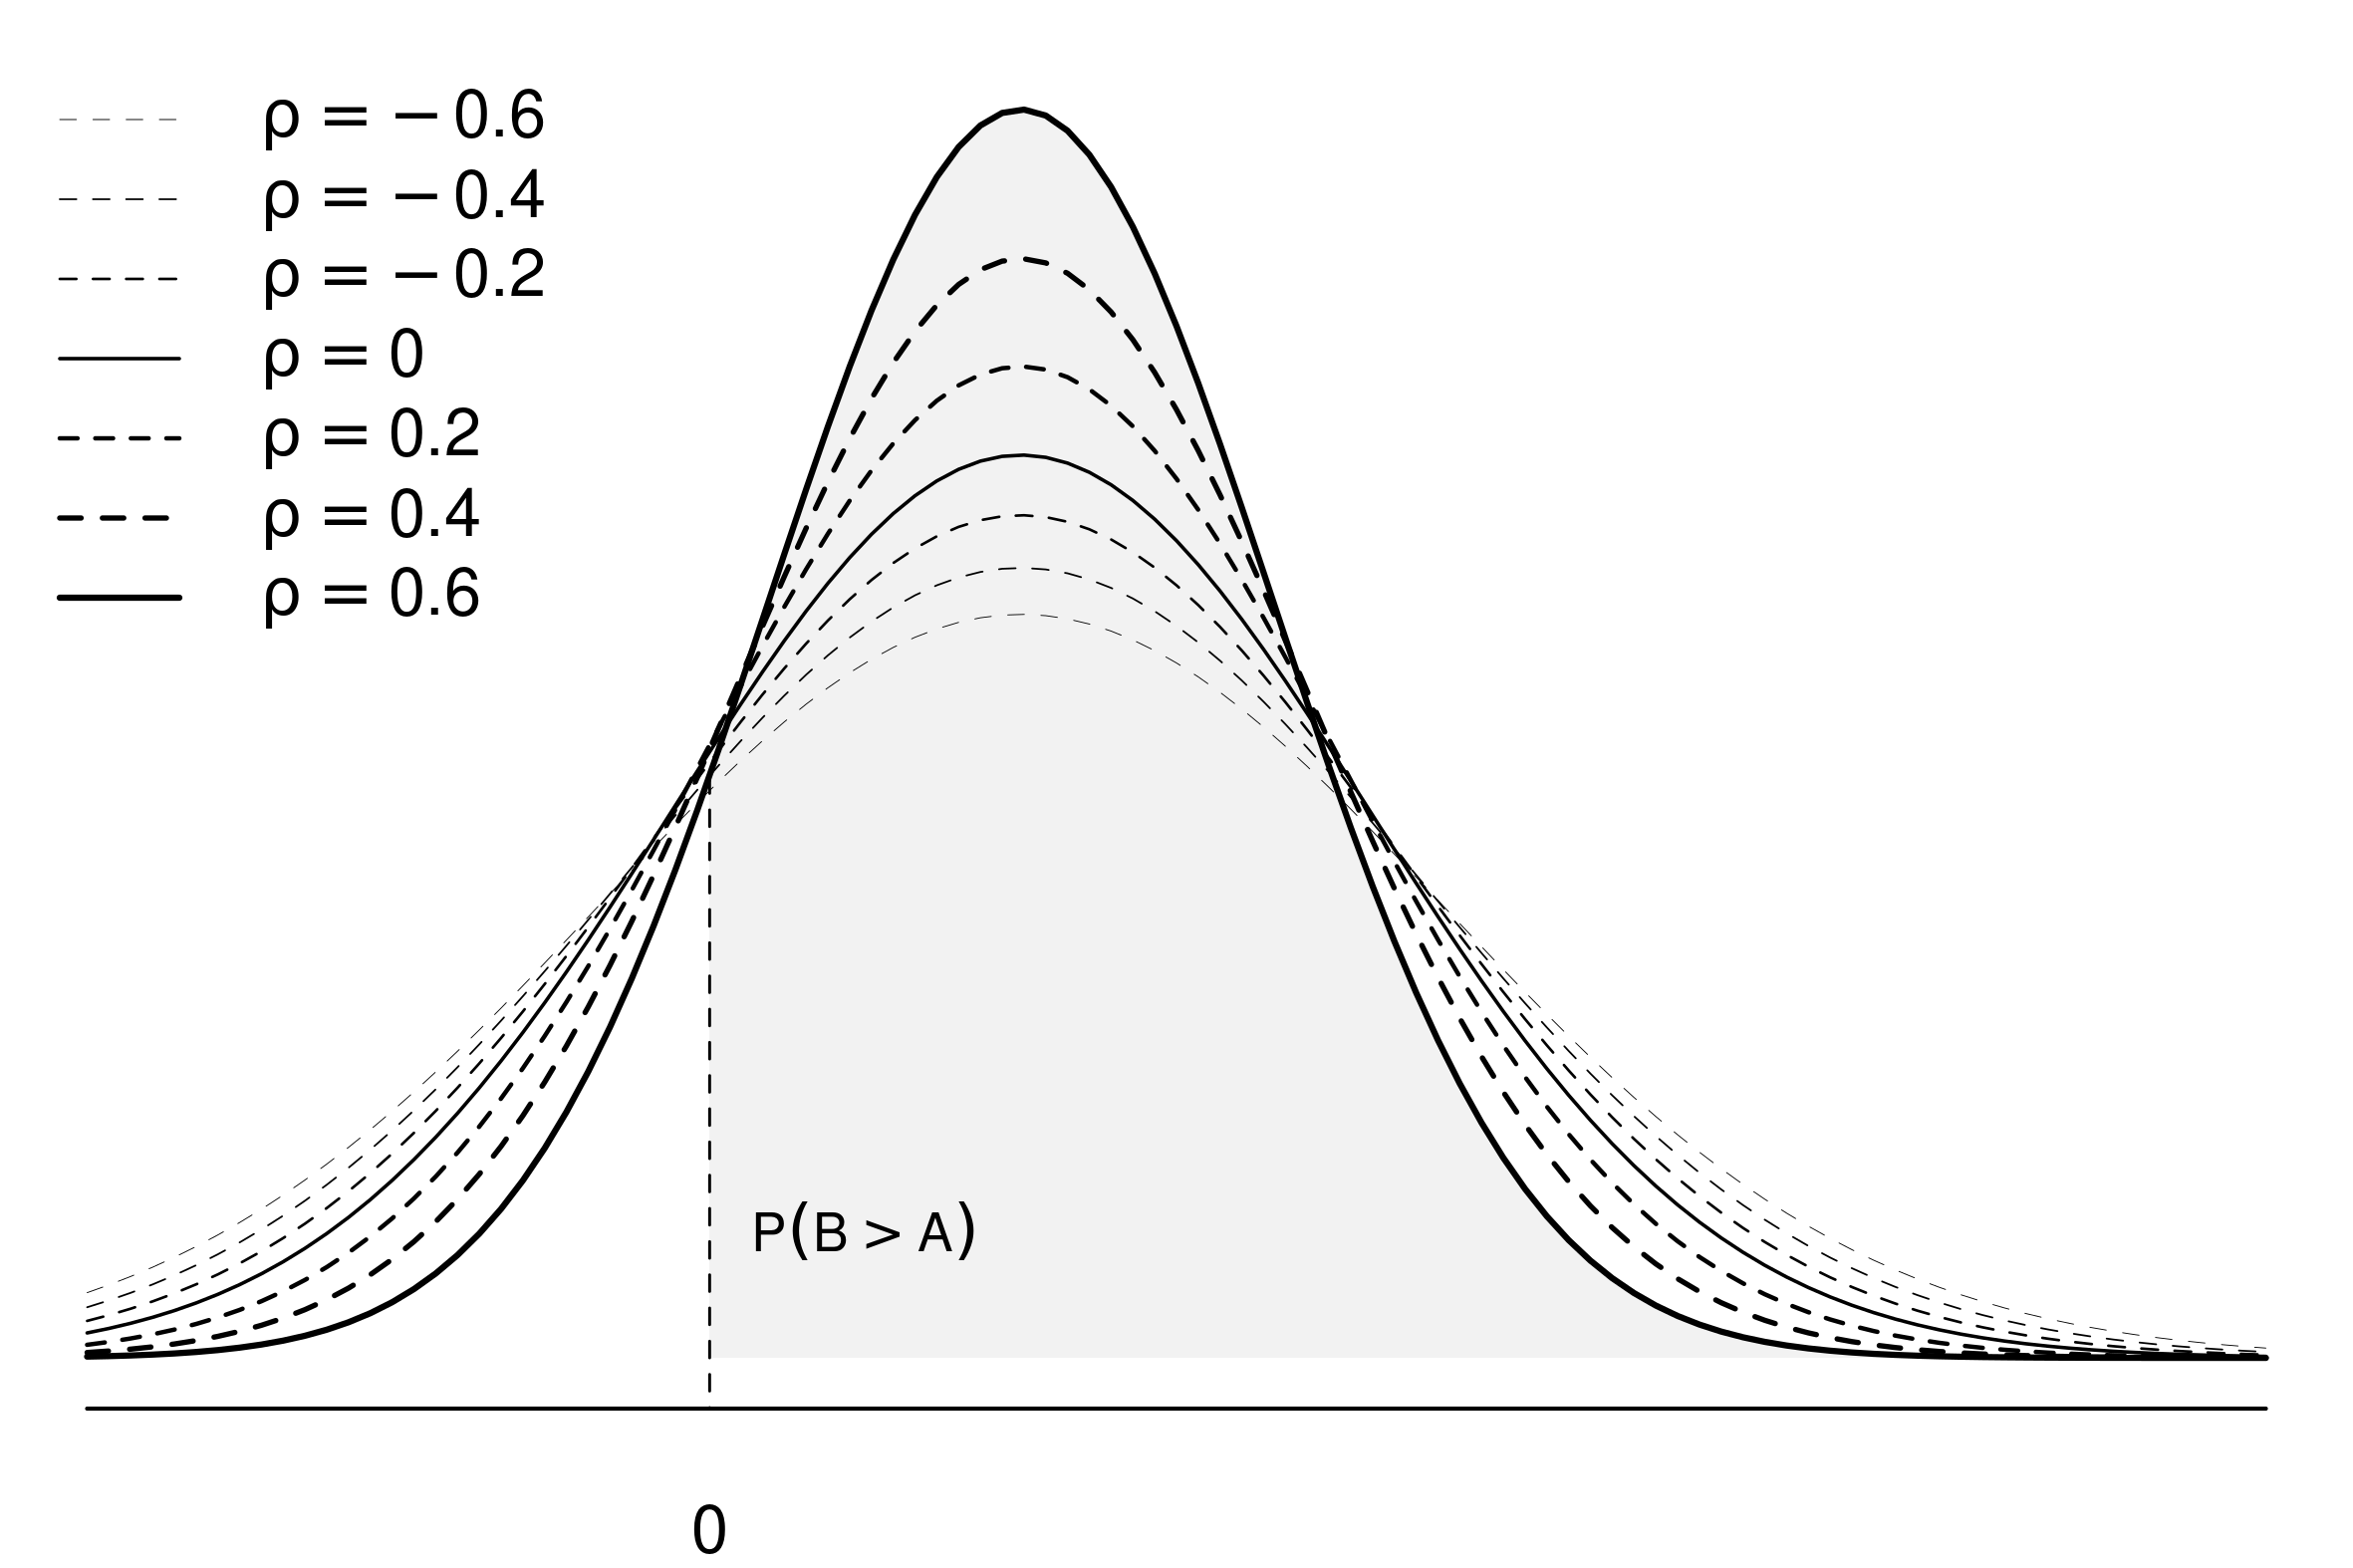 ρ = −0.6
ρ = −0.4
ρ = −0.2
ρ = 0
ρ = 0.2
ρ = 0.4
ρ = 0.6
P(B > A)
0